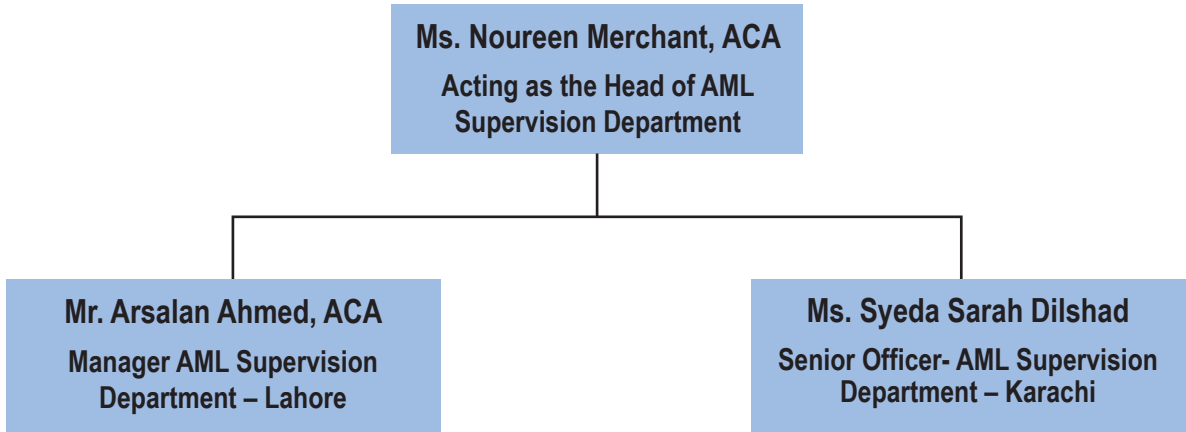 Ms. Noureen Merchant, ACA
Acting as the Head of AML
Supervision Department
Mr. Arsalan Ahmed, ACA
Manager AML Supervision
Department – Lahore
Ms. Syeda Sarah Dilshad
Senior Officer- AML Supervision
Department – Karachi